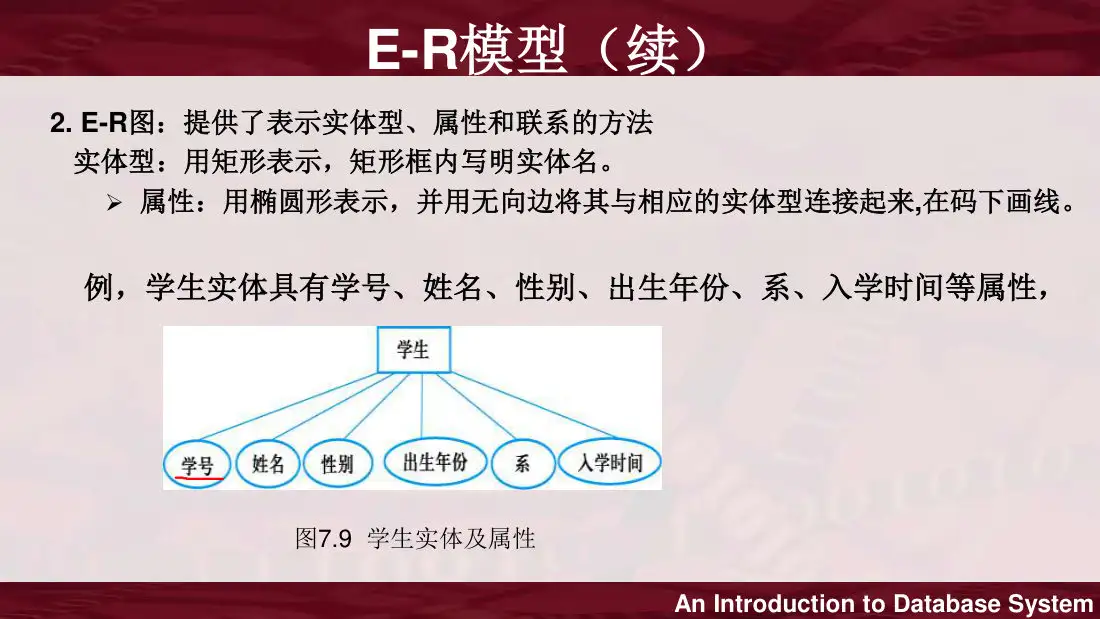 E-R模型（续）
2. E-R图：提供了表示实体型、属性和联系的方法
实体型：用矩形表示，矩形框内写明实体名。
➢ 属性：用椭圆形表示，并用无向边将其与相应的实体型连接起来,在码下画线。
例，学生实体具有学号、姓名、性别、出生年份、系、入学时间等属性，
学生
学号 姓名 性别 出生年份 系 入学时间
图7.9 学生实体及属性
An Introduction to Database System